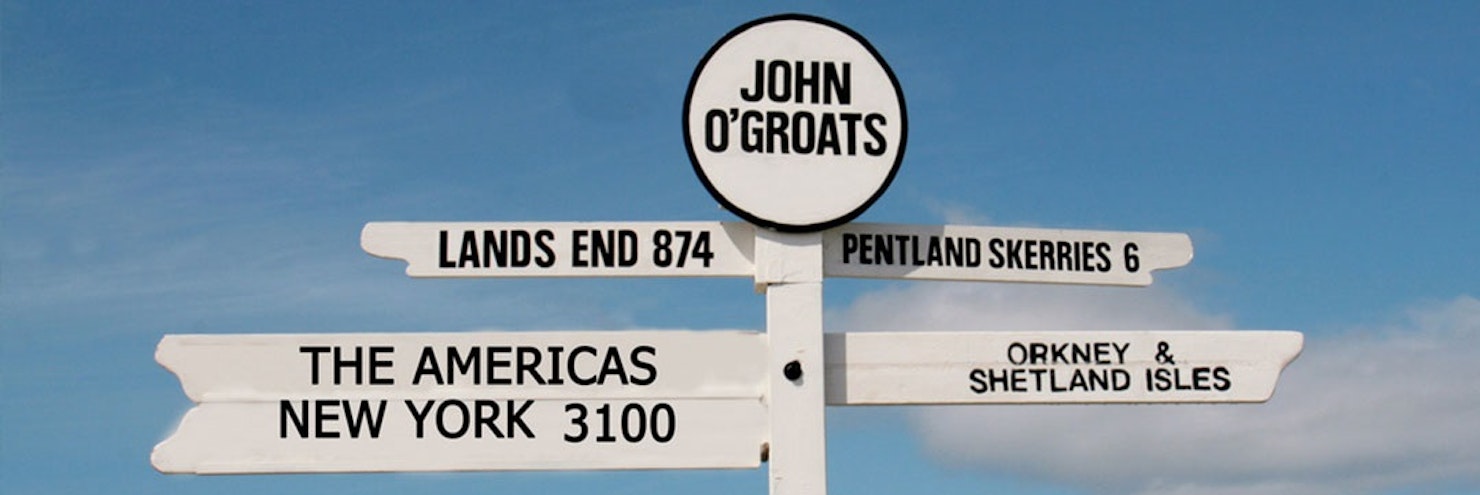 JOHN
O'GROATS
LANDS END 874
PENTLAND SKERRIES 6
THE AMERICAS
NEW YORK 3100
ORKNEY &
SHETLAND ISLES